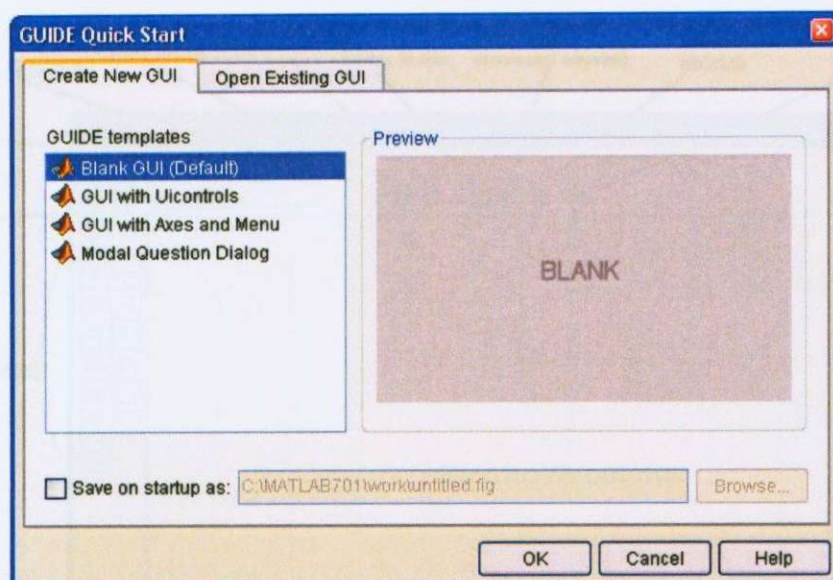 GUIDE Quick Start
Create New GUI
Open Existing GUI
GUIDE templates
Blank GUI (Default)
GUI with Uicontrols
GUI with Axes and Menu
Modal Question Dialog
Preview
BLANK
Save on startup as:
C:\MATLAB701\work\untitled.fig
Browse...
OK
Cancel
Help